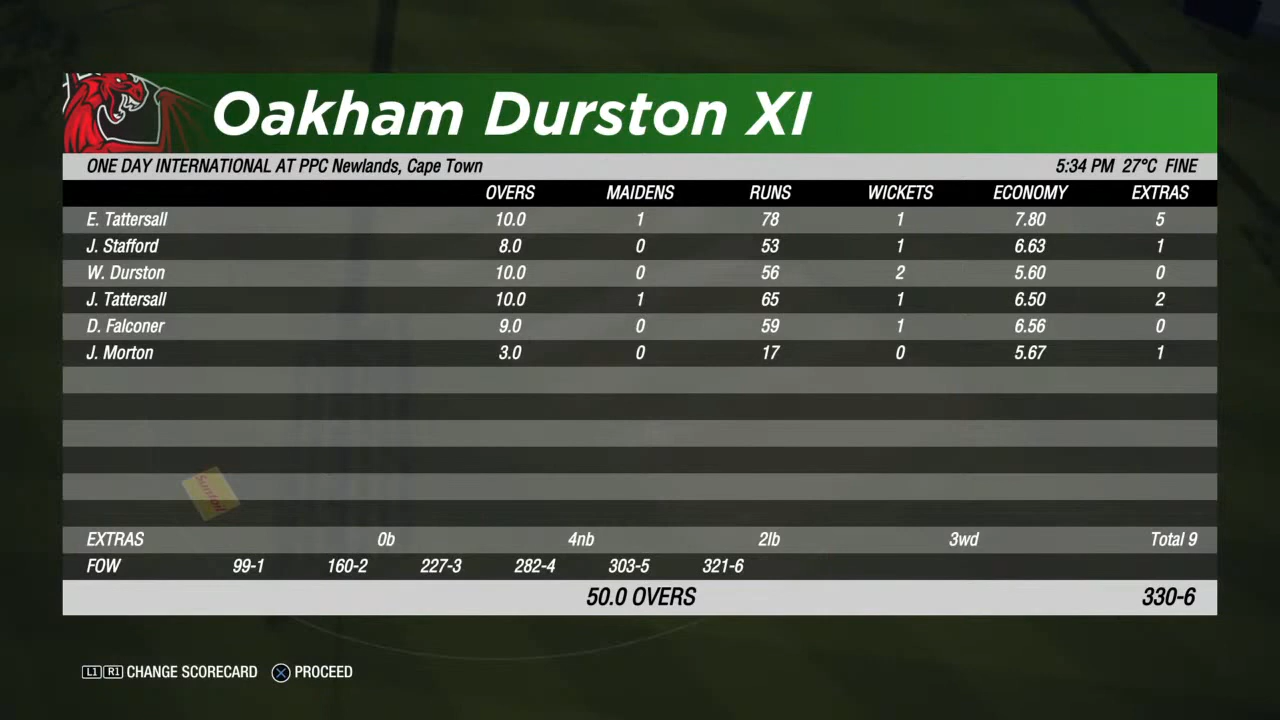 Oakham Durston XI
ONE DAY INTERNATIONAL AT PPC Newlands, Cape Town 5:34 PM 27°C FINE
OVERS MAIDENS RUNS WICKETS ECONOMY EXTRAS
E. Tattersall 10.0 1 78 1 7.80 5
J. Stafford 8.0 0 53 1 6.63 1
W. Durston 10.0 0 56 2 5.60 0
J. Tattersall 10.0 1 65 1 6.50 2
D. Falconer 9.0 0 59 1 6.56 0
J. Morton 3.0 0 17 0 5.67 1
Sunfoil
EXTRAS 0b 4nb 2lb 3wd Total 9
FOW 99-1 160-2 227-3 282-4 303-5 321-6
50.0 OVERS 330-6
L1 R1 CHANGE SCORECARD PROCEED